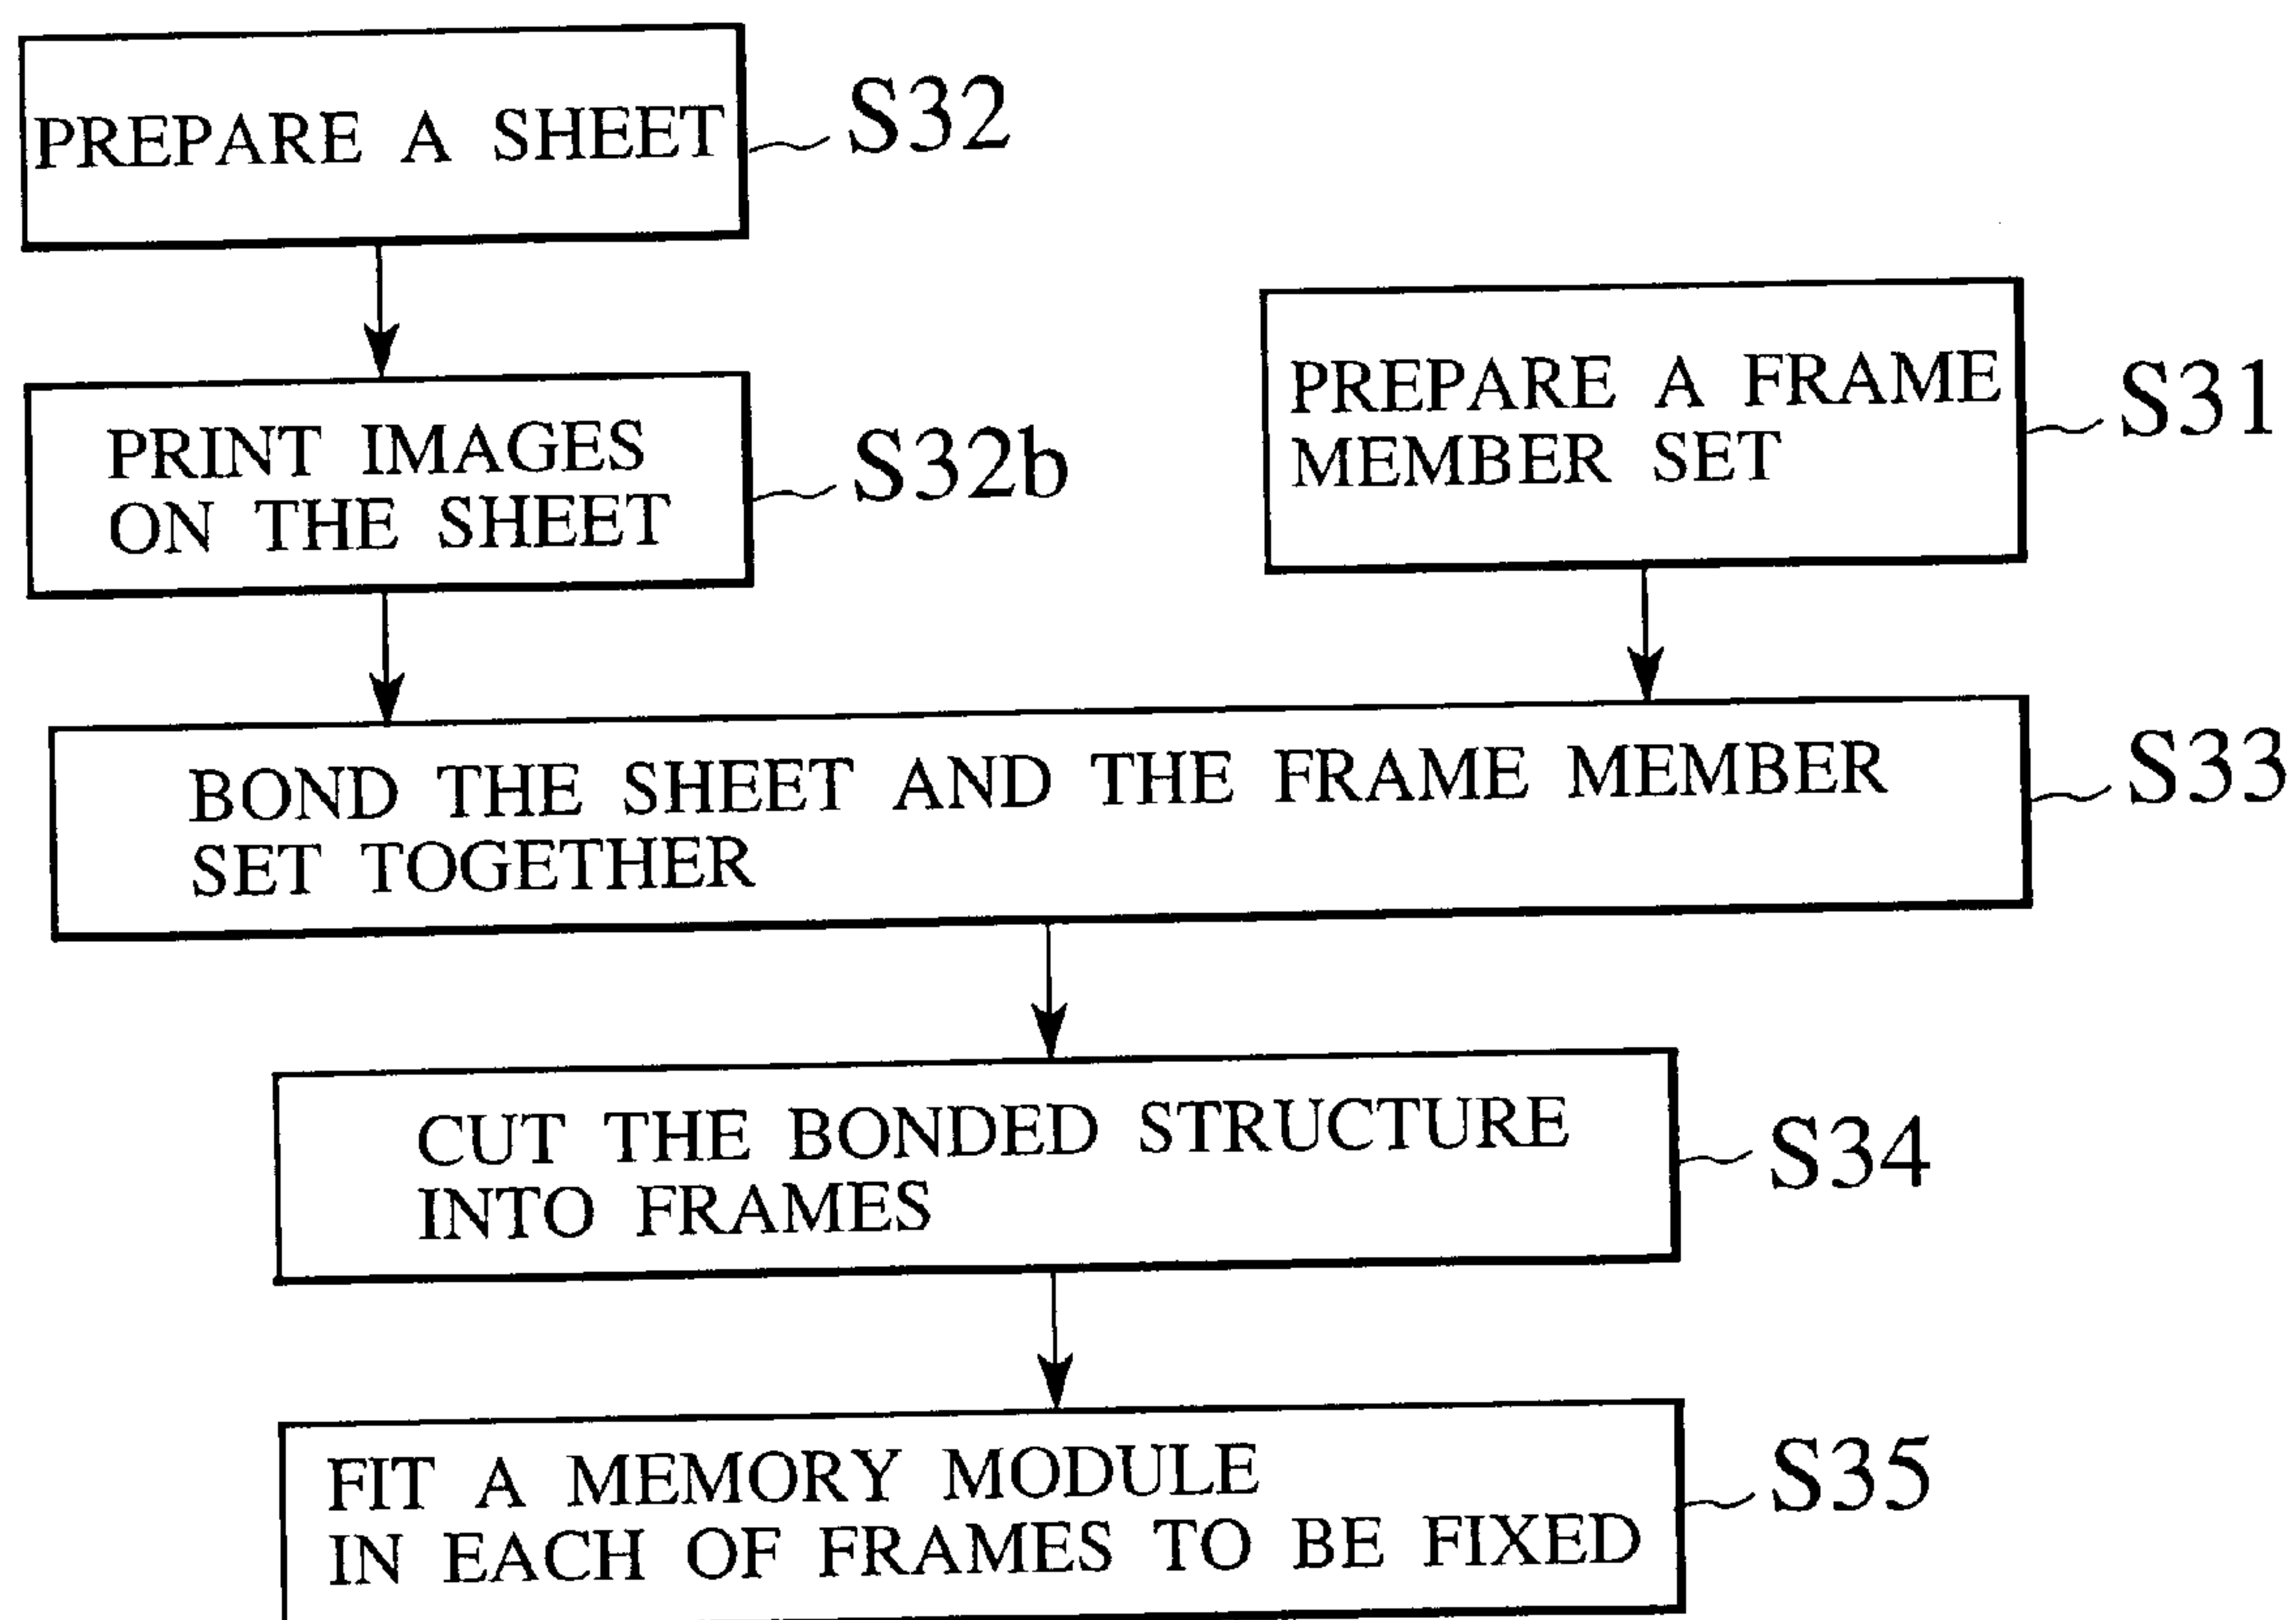 PREPARE A SHEET
S32
PRINT IMAGES
ON THE SHEET
S32b
PREPARE A FRAME
MEMBER SET
S31
BOND THE SHEET AND THE FRAME MEMBER
SET TOGETHER
S33
CUT THE BONDED STRUCTURE
INTO FRAMES
S34
FIT A MEMORY MODULE
IN EACH OF FRAMES TO BE FIXED
S35